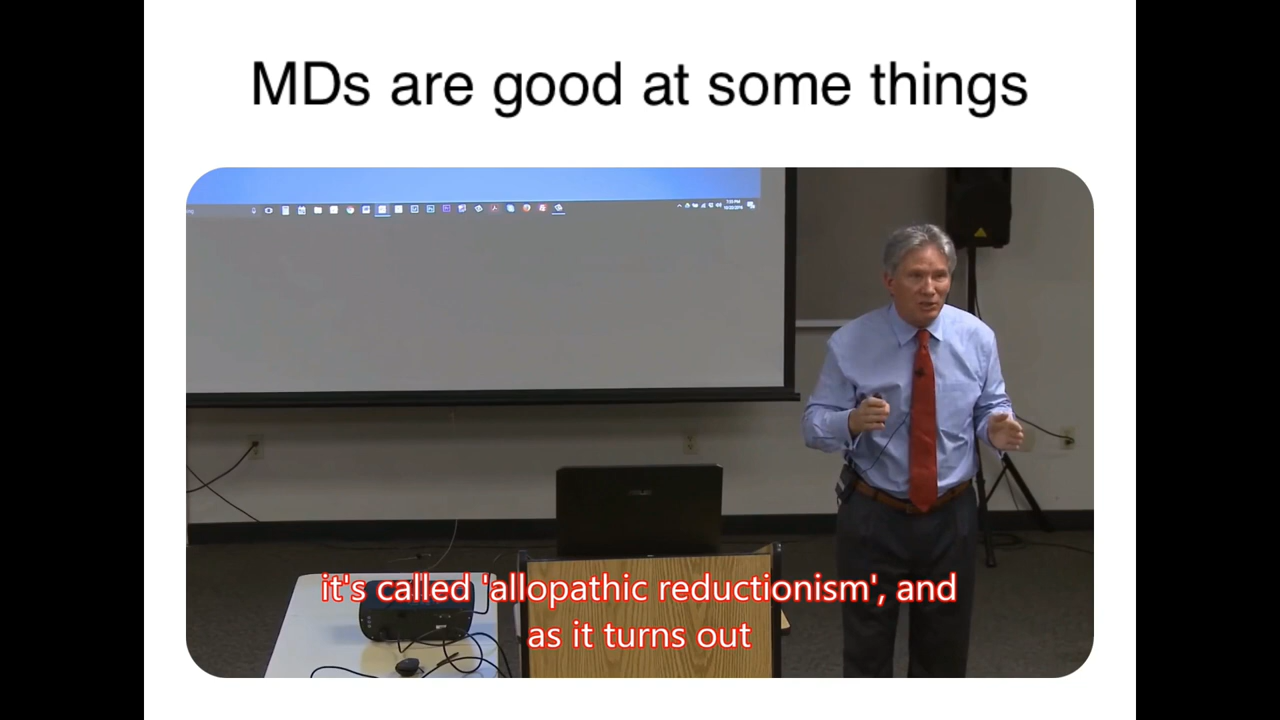 MDs are good at some things
it's called 'allopathic reductionism', and
as it turns out